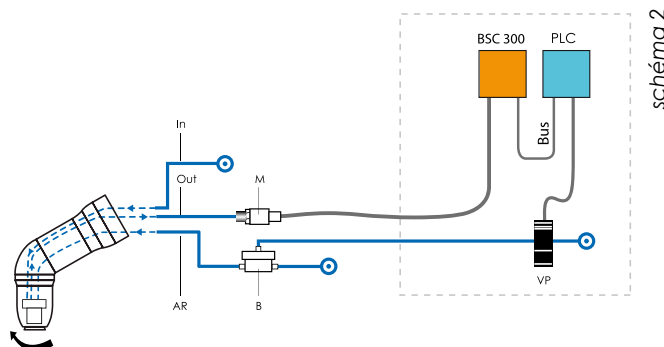 schéma 2
BSC 300
PLC
Bus
In
Out
M
AR
B
VP